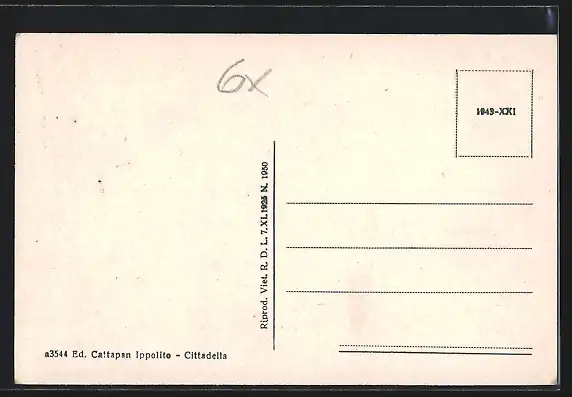 6x
1943-XXI
Riprod. Viet. R. D. L. 7.XI.1925 N. 1950
a3544 Ed. Cattapan Ippolito - Cittadella